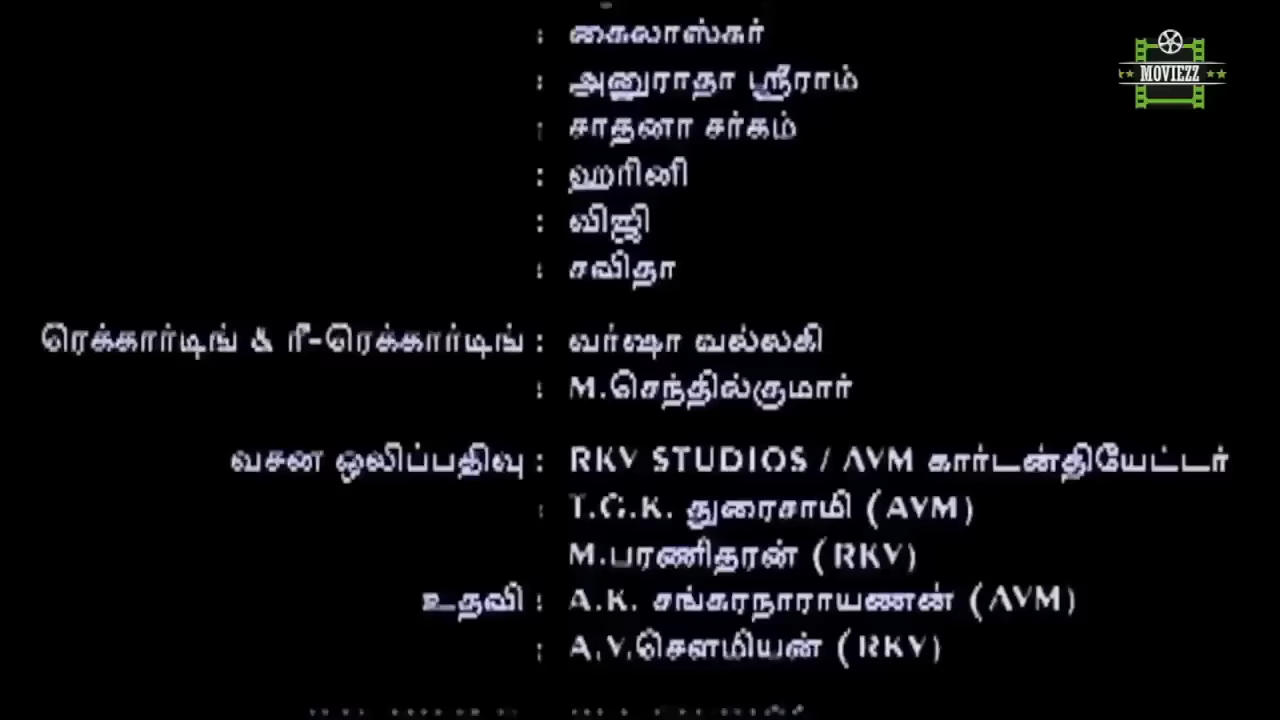 : கைலாஸ்கர்
MOVIEZZ
: அனுராதா ஸ்ரீராம்
: சாதனா சர்கம்
: ஹரினி
: விஜி
: சவிதா
ரெக்கார்டிங் & ரீ-ரெக்கார்டிங் : வர்ஷா வல்லகி
: M.செந்தில்குமார்
வசன ஒலிப்பதிவு : RKV STUDIOS / AVM கார்டன்தியேட்டர்
: T.G.K. துரைசாமி (AVM)
M.பரணிதரன் (RKV)
உதவி : A.K. சங்கரநாராயணன் (AVM)
: A.V.சௌமியன் (RKV)